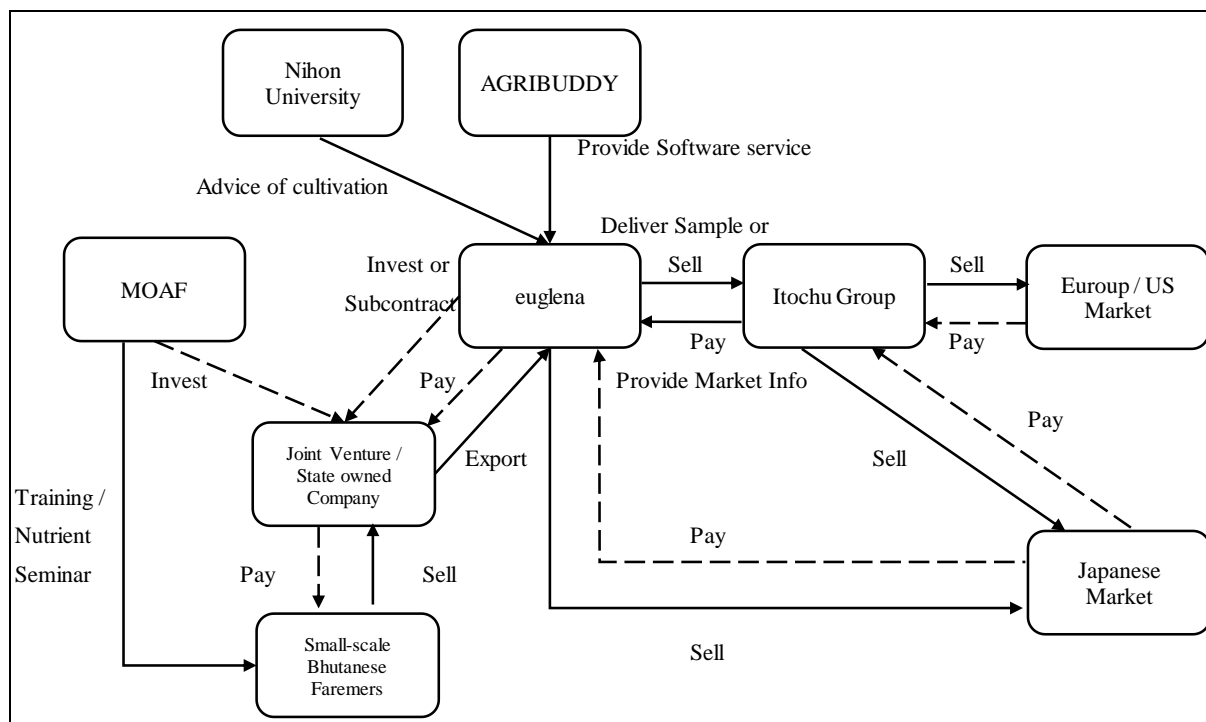 Nihon
University
AGRIBUDDY
Provide Software service
Advice of cultivation
Deliver Sample or
MOAF
Invest or
Subcontract
euglena
Sell
Itochu Group
Sell
Euroup / US
Market
Pay
Pay
Invest
Pay
Provide Market Info
Joint Venture /
State owned
Company
Export
Pay
Sell
Training /
Nutrient
Seminar
Pay
Sell
Pay
Japanese
Market
Small-scale
Bhutanese
Faremers
Sell